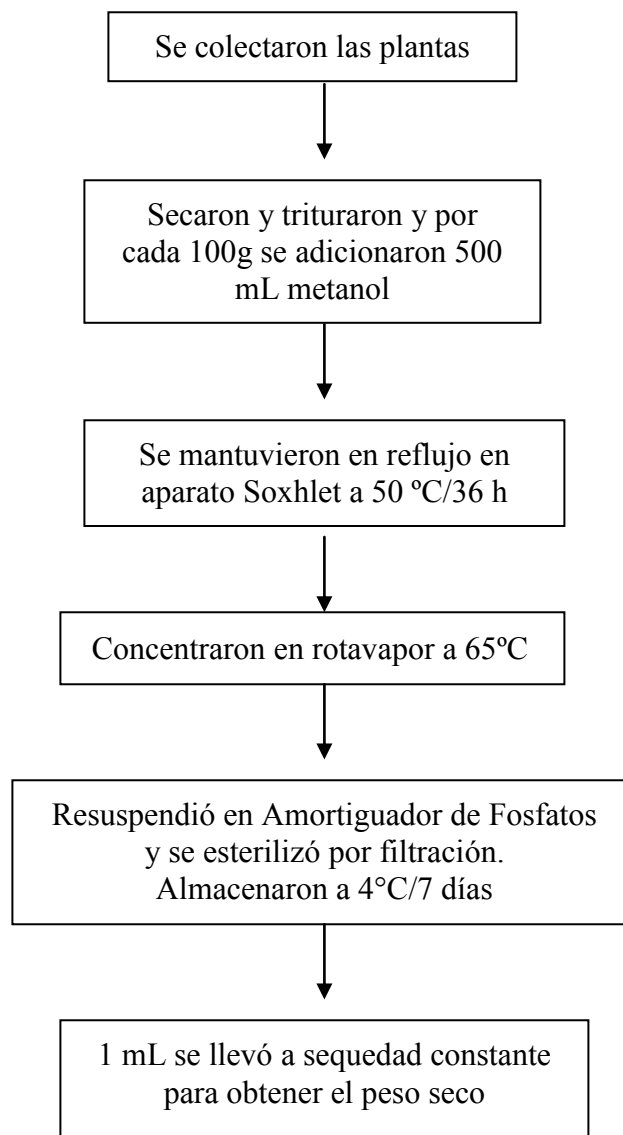 Se colectaron las plantas
Secaron y trituraron y por
cada 100g se adicionaron 500
mL metanol
Se mantuvieron en reflujo en
aparato Soxhlet a 50 ºC/36 h
Concentraron en rotavapor a 65ºC
Resuspendió en Amortiguador de Fosfatos
y se esterilizó por filtración.
Almacenaron a 4°C/7 días
1 mL se llevó a sequedad constante
para obtener el peso seco